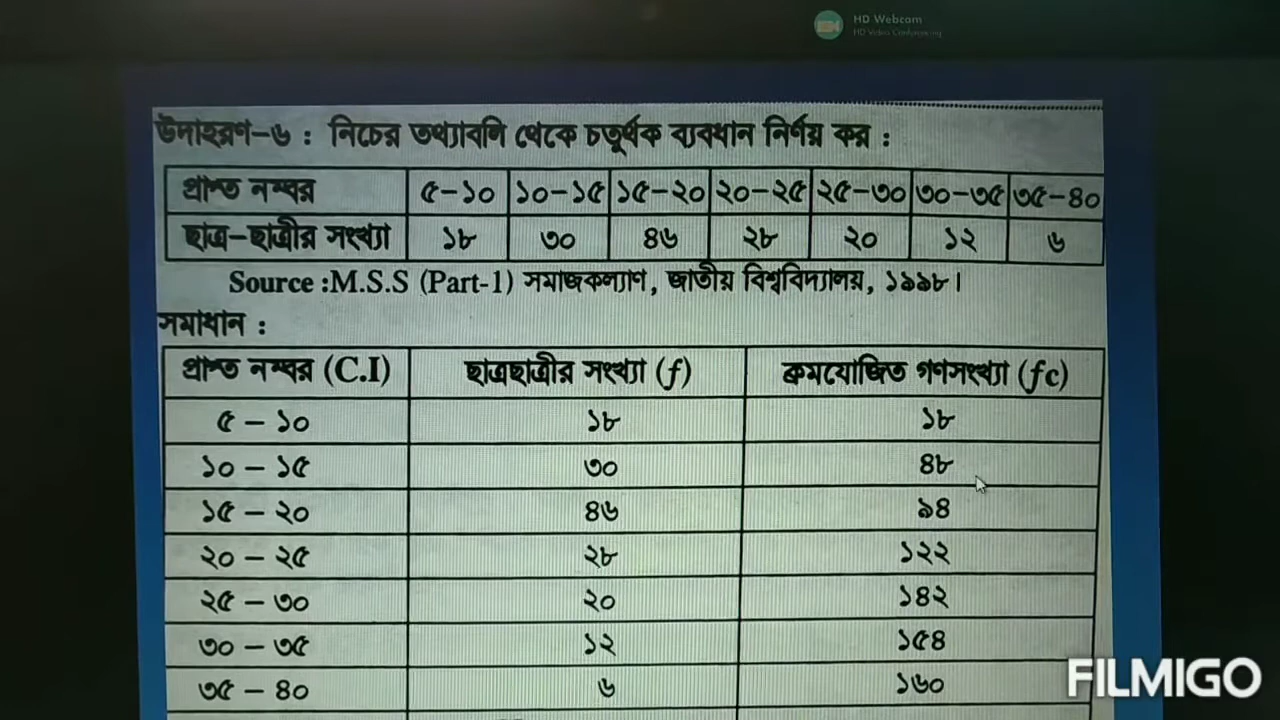 HD Webcam
HD Video Conferencing
উদাহরণ-৬ : নিচের তথ্যাবলি থেকে চতুর্থক ব্যবধান নির্ণয় কর :
প্রাপ্ত নম্বর ৫-১০ ১০-১৫ ১৫-২০ ২০-২৫ ২৫-৩০ ৩০-৩৫ ৩৫-৪০
ছাত্র-ছাত্রীর সংখ্যা ১৮ ৩০ ৪৬ ২৮ ২০ ১২ ৬
Source :M.S.S (Part-1) সমাজকল্যাণ, জাতীয় বিশ্ববিদ্যালয়, ১৯৯৮।
সমাধান :
প্রাপ্ত নম্বর (C.I) ছাত্রছাত্রীর সংখ্যা (f) ক্রমযোজিত গণসংখ্যা (fc)
৫ – ১০ ১৮ ১৮
১০ – ১৫ ৩০ ৪৮
১৫ – ২০ ৪৬ ৯৪
২০ – ২৫ ২৮ ১২২
২৫ – ৩০ ২০ ১৪২
৩০ – ৩৫ ১২ ১৫৪
৩৫ – ৪০ ৬ ১৬০
FILMIGO